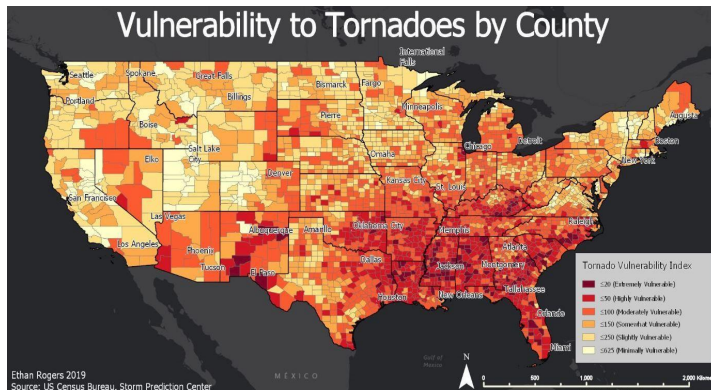 Vulnerability to Tornadoes by County
International
Falls
Seattle
Spokane
Great Falls
Portland
Billings
Bismarck
Fargo
Minneapolis
Augusta
Boise
Pierre
Boston
Detroit
Chicago
New York
Elko
Salt Lake
City
Omaha
Denver
Kansas City
St. Louis
San Francisco
Las Vegas
Raleigh
Albuquerque
Amarillo
Oklahoma City
Memphis
Los Angeles
Phoenix
Atlanta
Tucson
El Paso
Dallas
Jackson
Montgomery
Tallahassee
Houston
New Orleans
Orlando
Miami
Tornado Vulnerability Index
≤20 (Extremely Vulnerable)
≤50 (Highly Vulnerable)
≤100 (Moderately Vulnerable)
≤150 (Somewhat Vulnerable)
≤250 (Slightly Vulnerable)
≤625 (Minimally Vulnerable)
Gulf of
Mexico
MÉXICO
N
0
500
1,000
Ethan Rogers 2019
Source: US Census Bureau, Storm Prediction Center